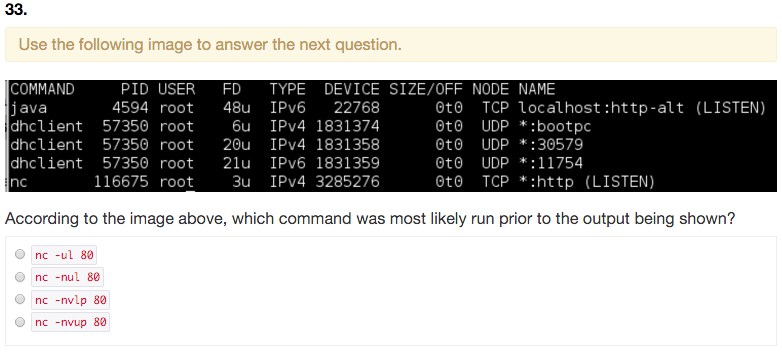 33.
Use the following image to answer the next question.
COMMAND PID USER FD TYPE DEVICE SIZE/OFF NODE NAME
java 4594 root 48u IPv6 22768 0t0 TCP localhost:http-alt (LISTEN)
dhclient 57350 root 6u IPv4 1831374 0t0 UDP *:bootpc
dhclient 57350 root 20u IPv4 1831358 0t0 UDP *:30579
dhclient 57350 root 21u IPv6 1831359 0t0 UDP *:11754
nc 116675 root 3u IPv4 3285276 0t0 TCP *:http (LISTEN)
According to the image above, which command was most likely run prior to the output being shown?
nc -ul 80
nc -nul 80
nc -nvlp 80
nc -nvup 80